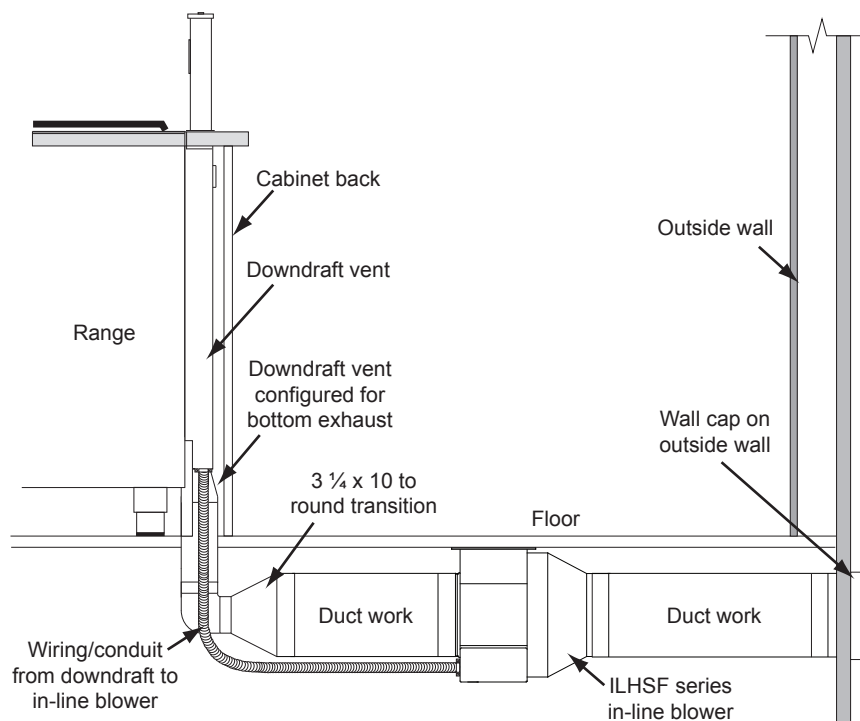 Cabinet back
Outside wall
Downdraft vent
Range
Downdraft vent
configured for
bottom exhaust
Wall cap on
outside wall
3 ¼ x 10 to
round transition
Floor
Duct work
Duct work
Wiring/conduit
from downdraft to
in-line blower
ILHSF series
in-line blower